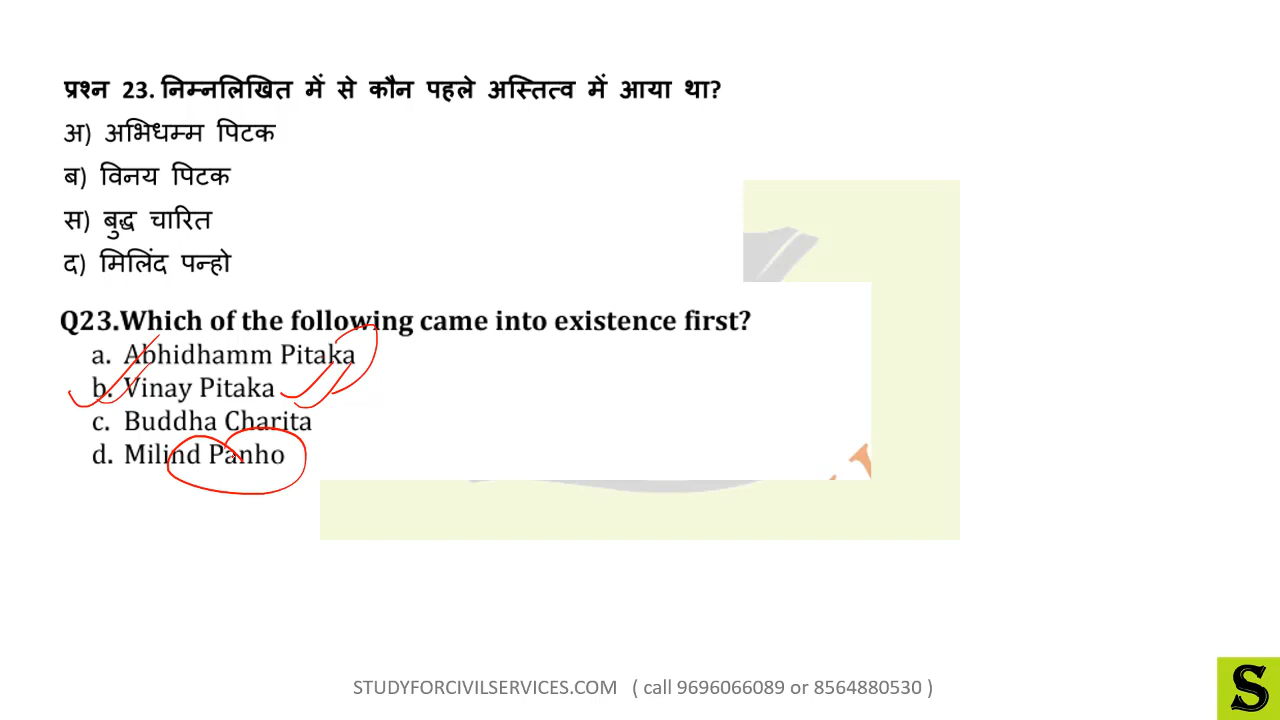 प्रश्न 23. निम्नलिखित में से कौन पहले अस्तित्व में आया था?
अ) अभिधम्म पिटक
ब) विनय पिटक
स) बुद्ध चारित
द) मिलिंद पन्हो
Q23.Which of the following came into existence first?
a. Abhidhamm Pitaka
b. Vinay Pitaka
c. Buddha Charita
d. Milind Panho
STUDYFORCIVILSERVICES.COM ( call 9696066089 or 8564880530 )
S